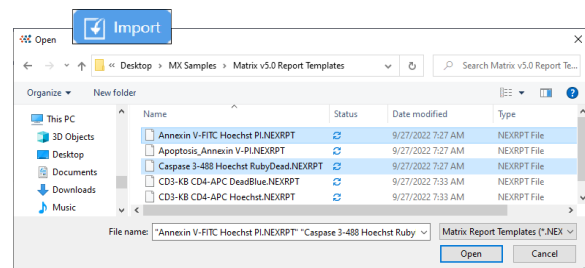 Import
Open
« Desktop > MX Samples > Matrix v5.0 Report Templates
Search Matrix v5.0 Report Te...
Organize
New folder
This PC
3D Objects
Desktop
Documents
Downloads
Music
Name Status Date modified Type
Annexin V-FITC Hoechst PI.NEXRPT 9/27/2022 7:27 AM NEXRPT File
Apoptosis_Annexin V-PI.NEXRPT 9/27/2022 7:27 AM NEXRPT File
Caspase 3-488 Hoechst RubyDead.NEXRPT 9/27/2022 7:27 AM NEXRPT File
CD3-KB CD4-APC DeadBlue.NEXRPT 9/27/2022 7:33 AM NEXRPT File
CD3-KB CD4-APC Hoechst.NEXRPT 9/27/2022 7:33 AM NEXRPT File
File name: "Annexin V-FITC Hoechst PI.NEXRPT" "Caspase 3-488 Hoechst Ruby
Matrix Report Templates (*.NEX
Open Cancel